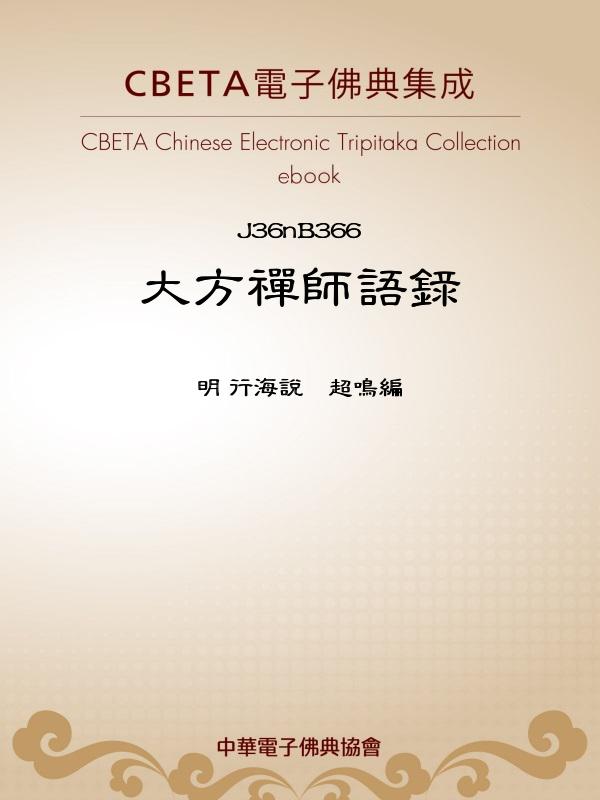 CBETA電子佛典集成
CBETA Chinese Electronic Tripitaka Collection
ebook
J36nB366
大方禪師語錄
明 行海說 超鳴編
中華電子佛典協會